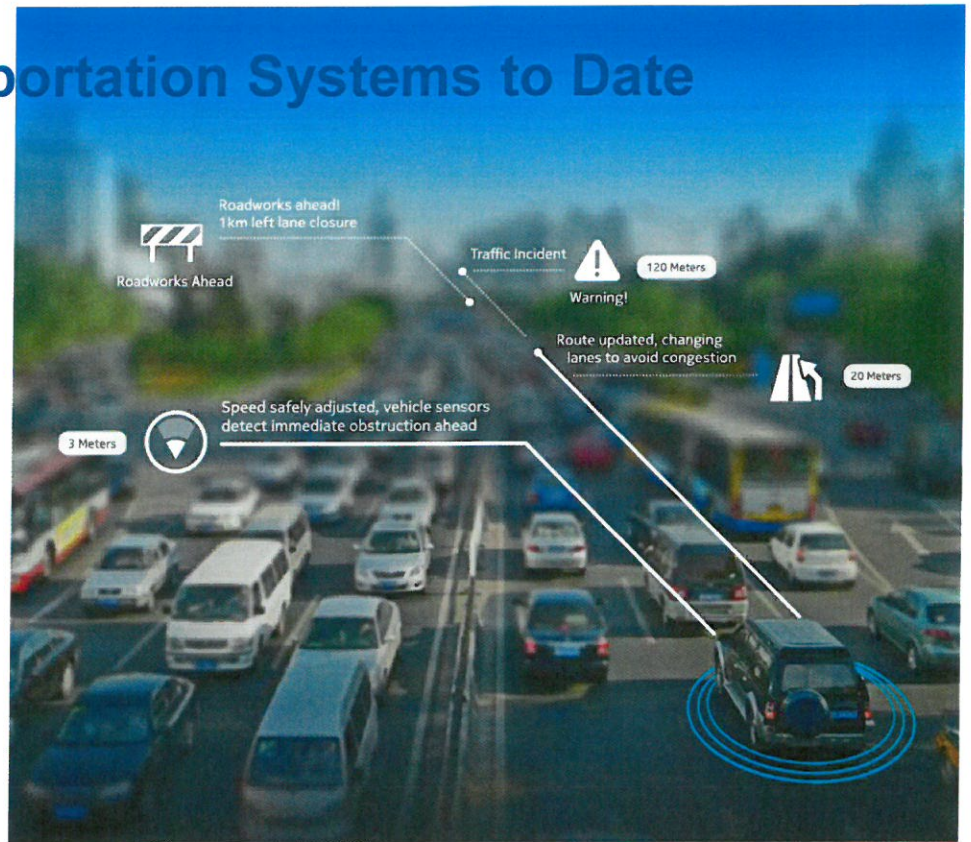 portation Systems to Date
Roadworks ahead!
1km left lane closure
Roadworks Ahead
Traffic Incident
120 Meters
Warning!
Route updated, changing
lanes to avoid congestion
20 Meters
Speed safely adjusted, vehicle sensors
detect immediate obstruction ahead
3 Meters